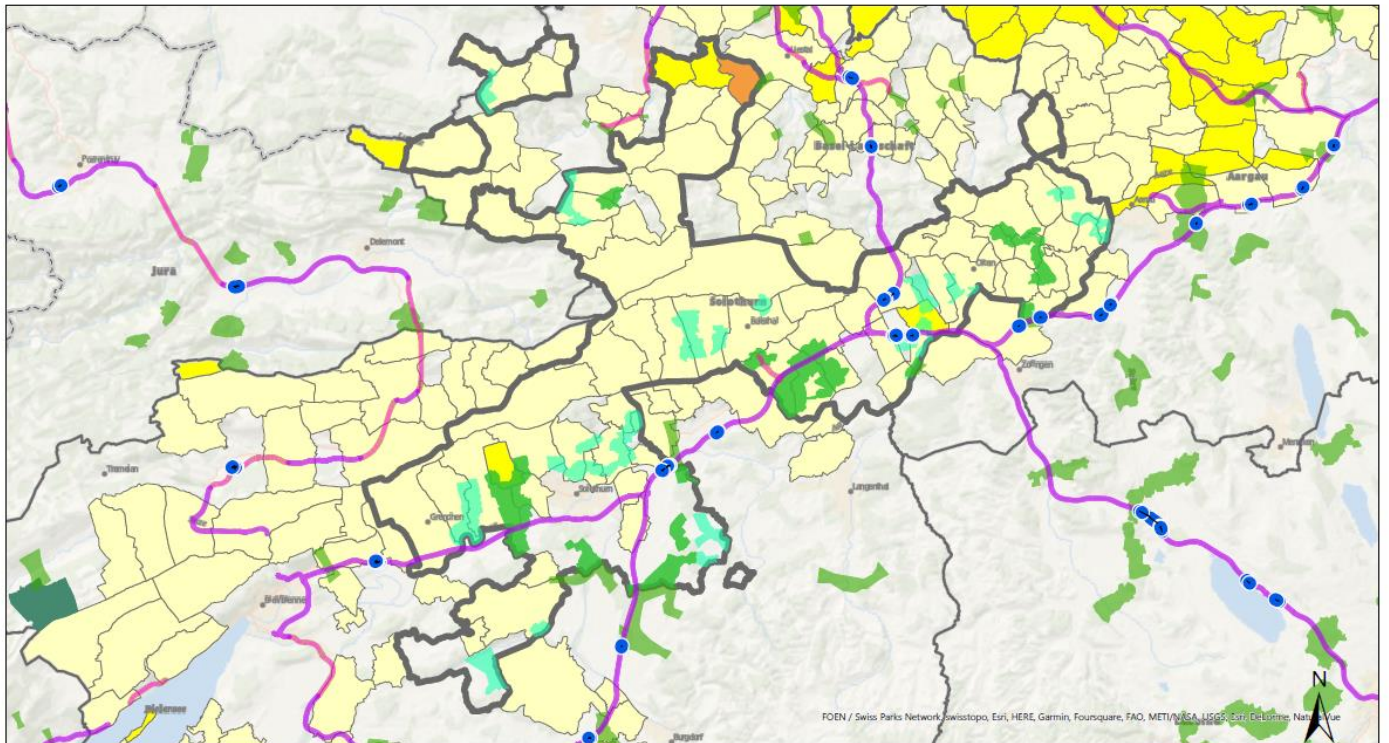 Liestal
Basel-Landschaft
Porrentruy
Aargau
Aarau
Delémont
Olten
Jura
Solothurn
Balsthal
Zofingen
Tramelan
Solothurn
Langenthal
Grenchen
Biel/Bienne
N
Bielersee
FOEN / Swiss Parks Network, swisstopo, Esri, HERE, Garmin, Foursquare, FAO, METI/NASA, USGS, Esri, DeLorme, NaturalVue
Burgdorf